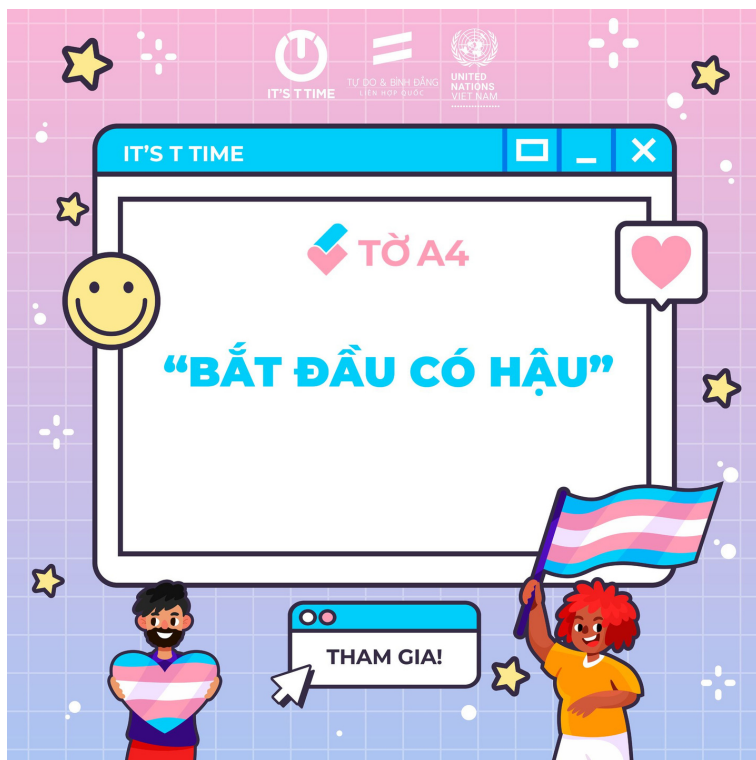 IT'S T TIME
TỰ DO & BÌNH ĐẲNG
LIÊN HỢP QUỐC
UNITED
NATIONS
VIET NAM
IT'S T TIME
TỜ A4
“BẮT ĐẦU CÓ HẬU”
THAM GIA!